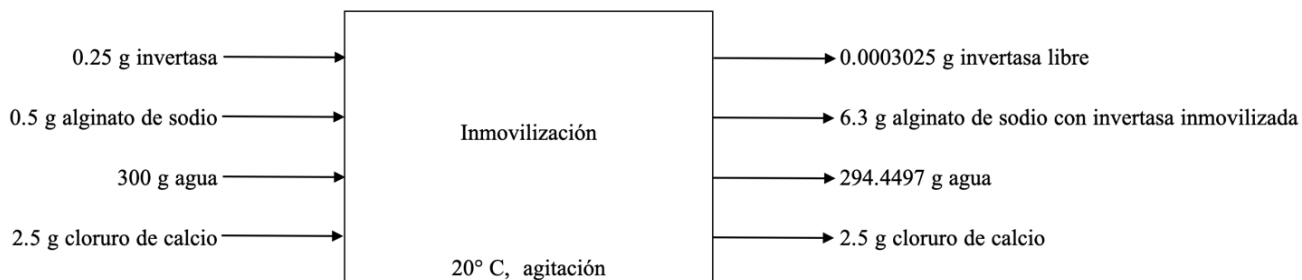 0.25 g invertasa
0.5 g alginato de sodio
300 g agua
2.5 g cloruro de calcio
Inmovilización
20° C, agitación
0.0003025 g invertasa libre
6.3 g alginato de sodio con invertasa inmovilizada
294.4497 g agua
2.5 g cloruro de calcio